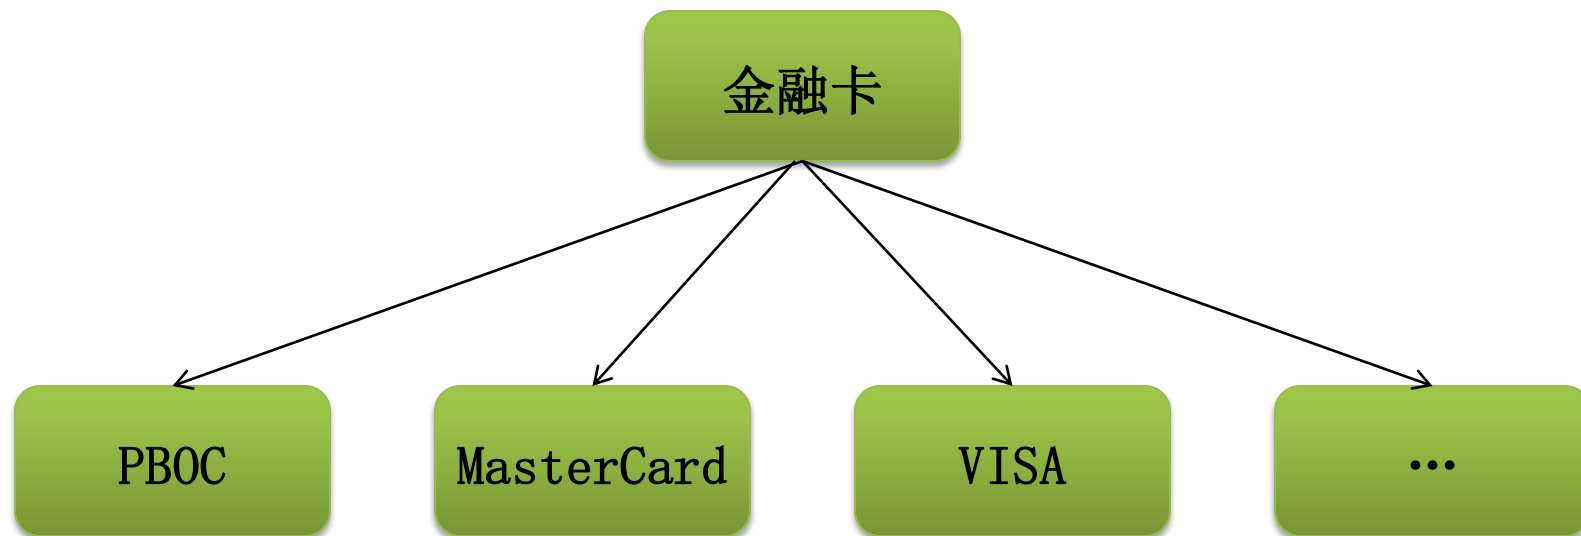 金融卡
PBOC
MasterCard
VISA
…